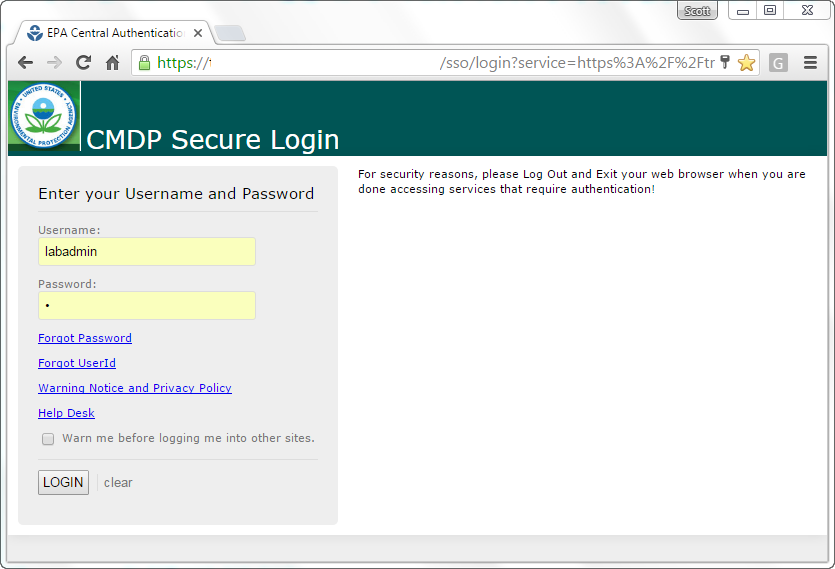 Scott
EPA Central Authentication
https://t /sso/login?service=https%3A%2F%2Ftr
G
UNITED STATES
ENVIRONMENTAL PROTECTION AGENCY
CMDP Secure Login
Enter your Username and Password
For security reasons, please Log Out and Exit your web browser when you are
done accessing services that require authentication!
Username:
labadmin
Password:
•
Forgot Password
Forgot UserId
Warning Notice and Privacy Policy
Help Desk
Warn me before logging me into other sites.
LOGIN clear